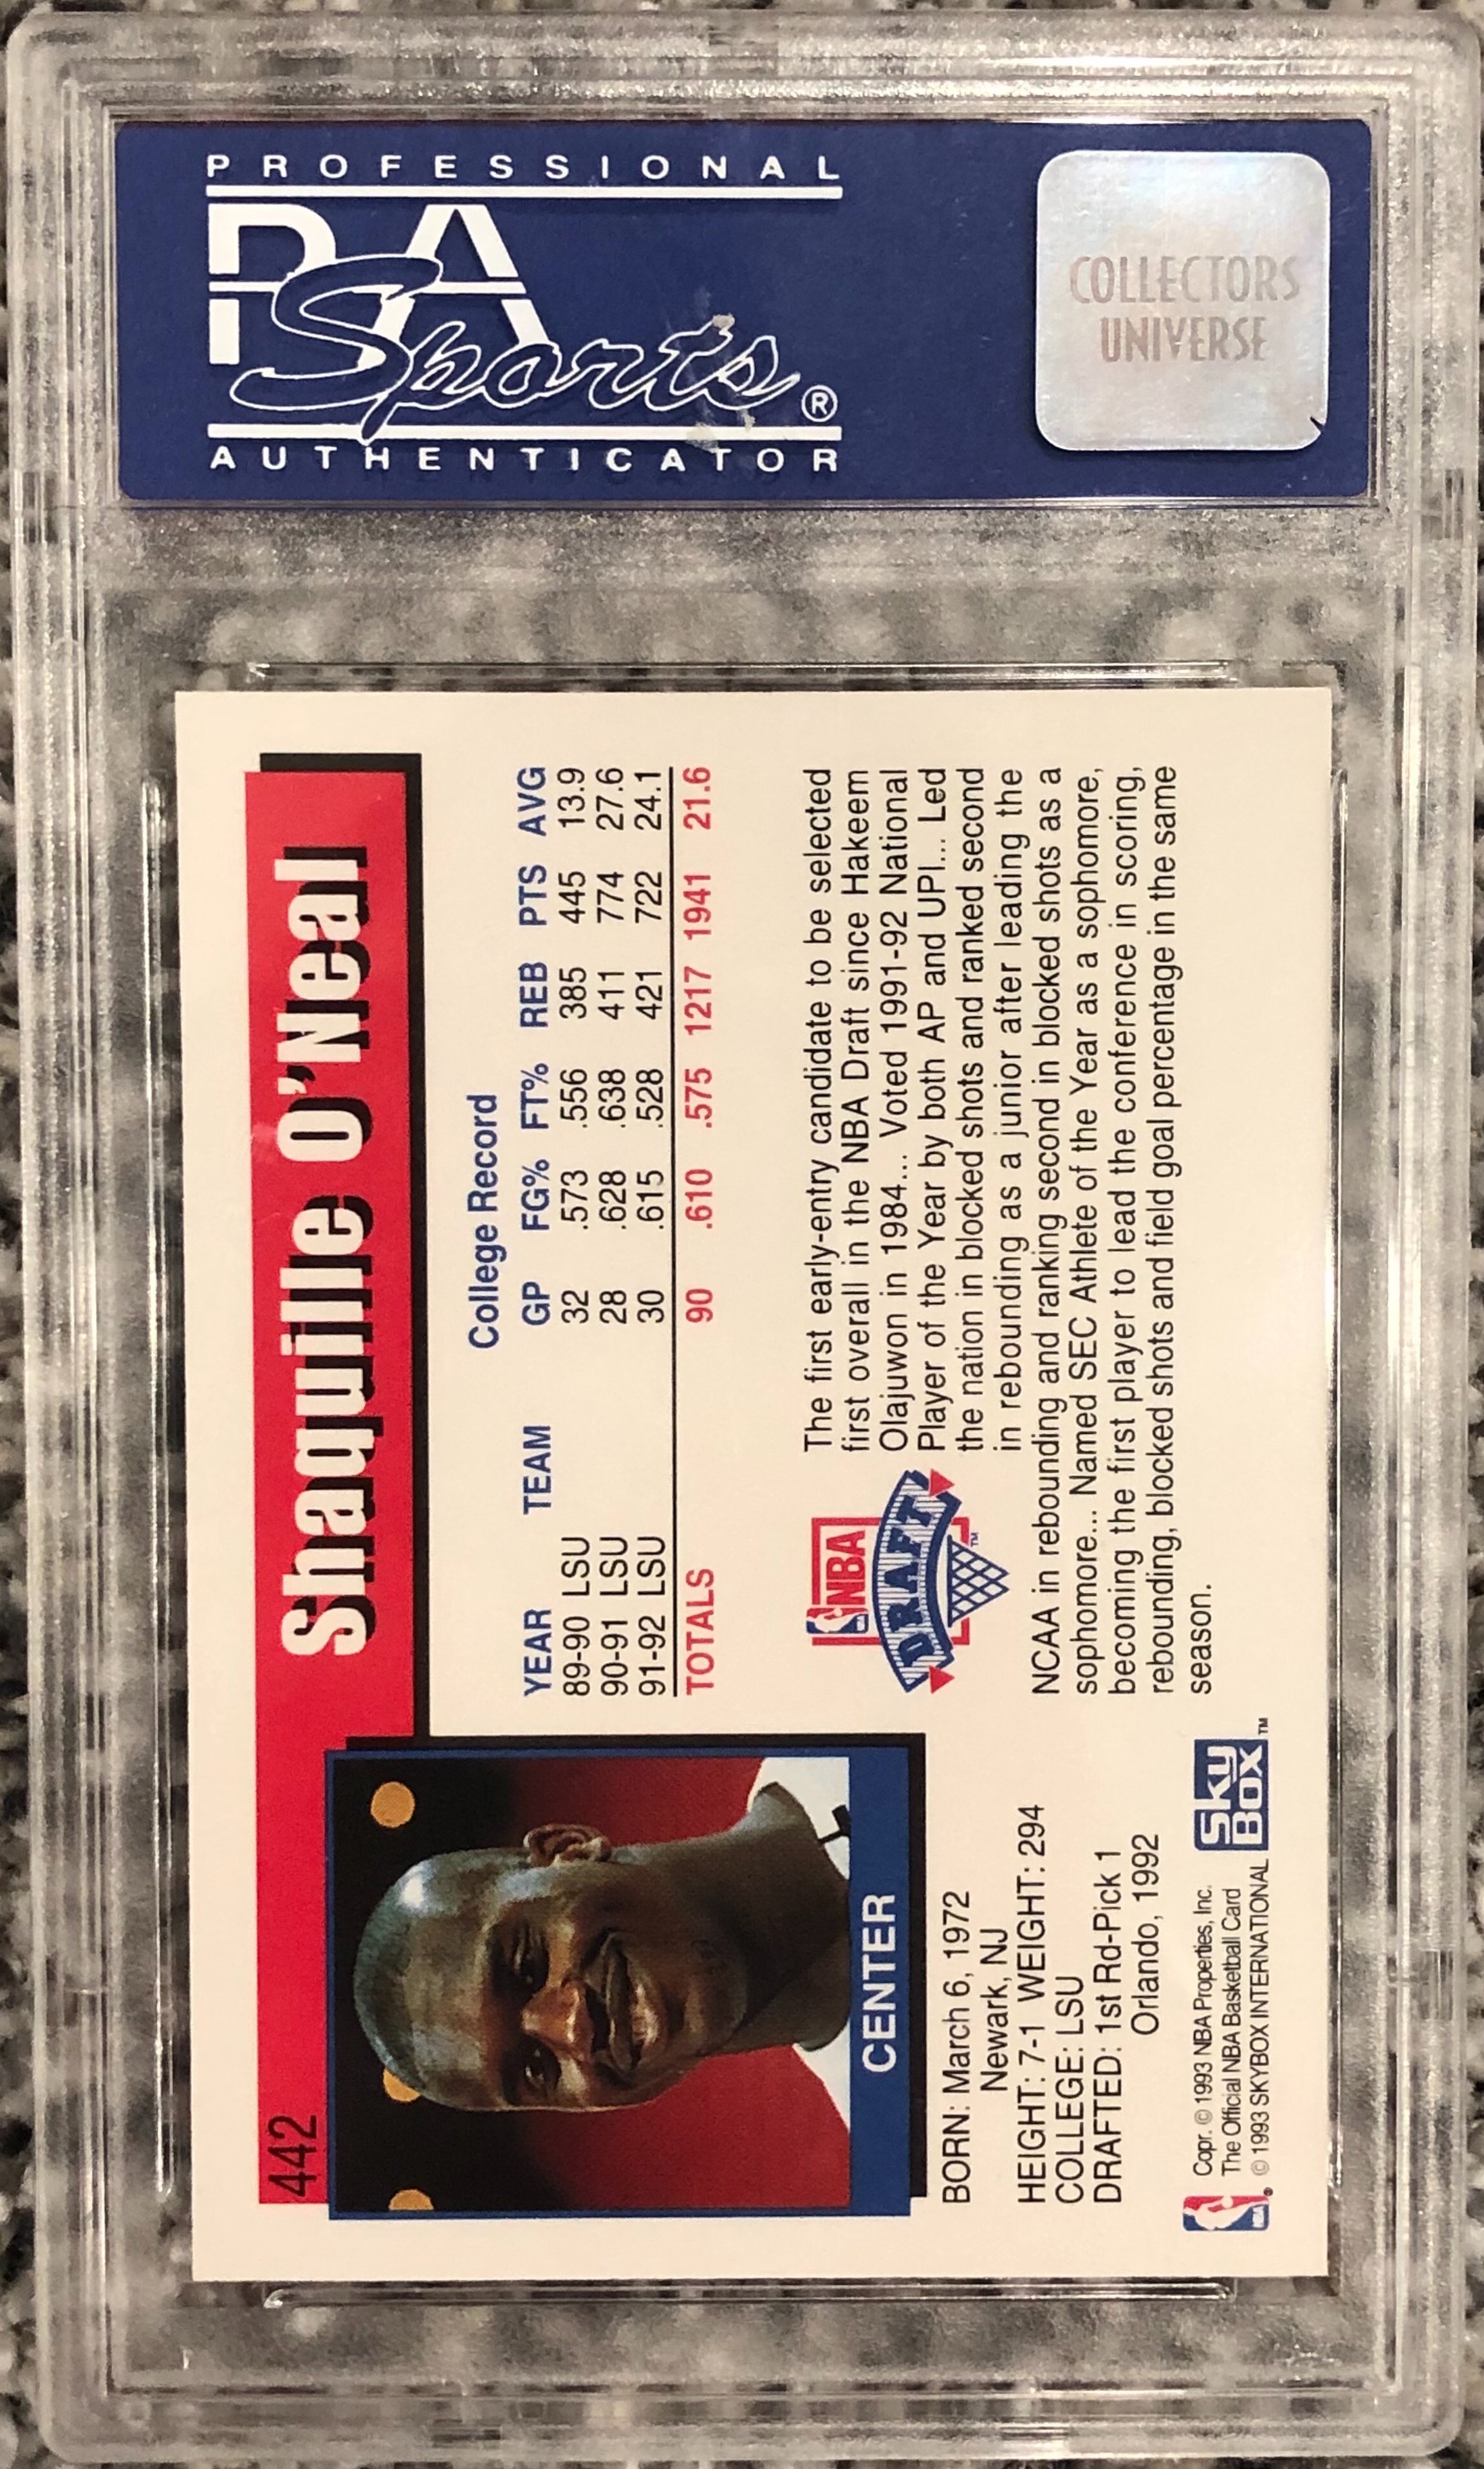 PROFESSIONAL
PSA
Sports®
AUTHENTICATOR
COLLECTORS
UNIVERSE
442
Shaquille O'Neal
College Record
YEAR TEAM GP FG% FT% REB PTS AVG
89-90 LSU 32 .573 .556 385 445 13.9
90-91 LSU 28 .628 .638 411 774 27.6
91-92 LSU 30 .615 .528 421 722 24.1
TOTALS 90 .610 .575 1217 1941 21.6
CENTER
BORN: March 6, 1972
Newark, NJ
HEIGHT: 7-1 WEIGHT: 294
COLLEGE: LSU
DRAFTED: 1st Rd-Pick 1
Orlando, 1992
NBA
DRAFT
TM
The first early-entry candidate to be selected
first overall in the NBA Draft since Hakeem
Olajuwon in 1984... Voted 1991-92 National
Player of the Year by both AP and UPI... Led
the nation in blocked shots and ranked second
in rebounding as a junior after leading the
NCAA in rebounding and ranking second in blocked shots as a
sophomore... Named SEC Athlete of the Year as a sophomore,
becoming the first player to lead the conference in scoring,
rebounding, blocked shots and field goal percentage in the same
season.
NBA®
Copr. © 1993 NBA Properties, Inc.
The Official NBA Basketball Card
© 1993 SKYBOX INTERNATIONAL
Sky
BOX™